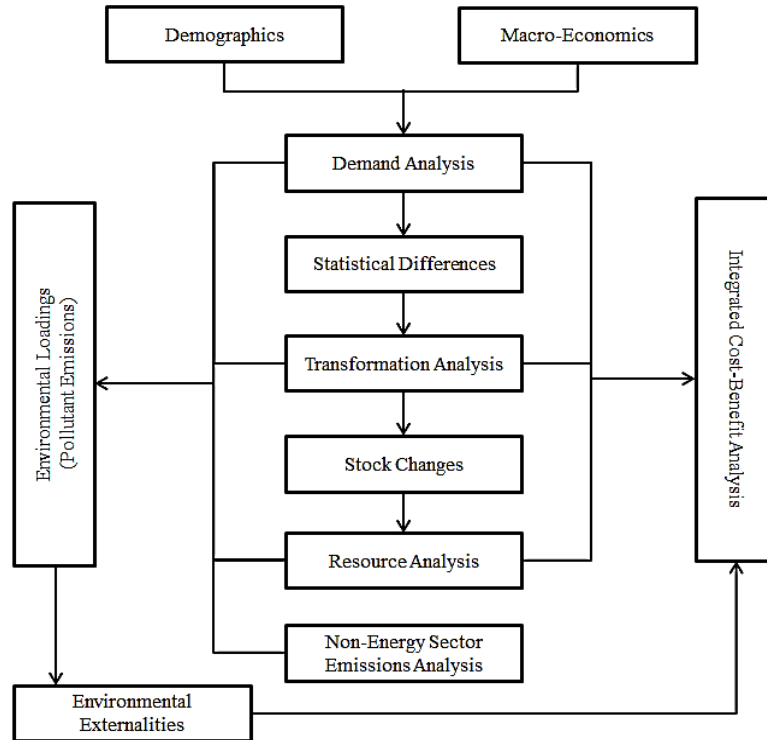 Demographics
Macro-Economics
Demand Analysis
Statistical Differences
Transformation Analysis
Stock Changes
Resource Analysis
Non-Energy Sector
Emissions Analysis
Environmental Loadings
(Pollutant Emissions)
Integrated Cost-Benefit Analysis
Environmental
Externalities